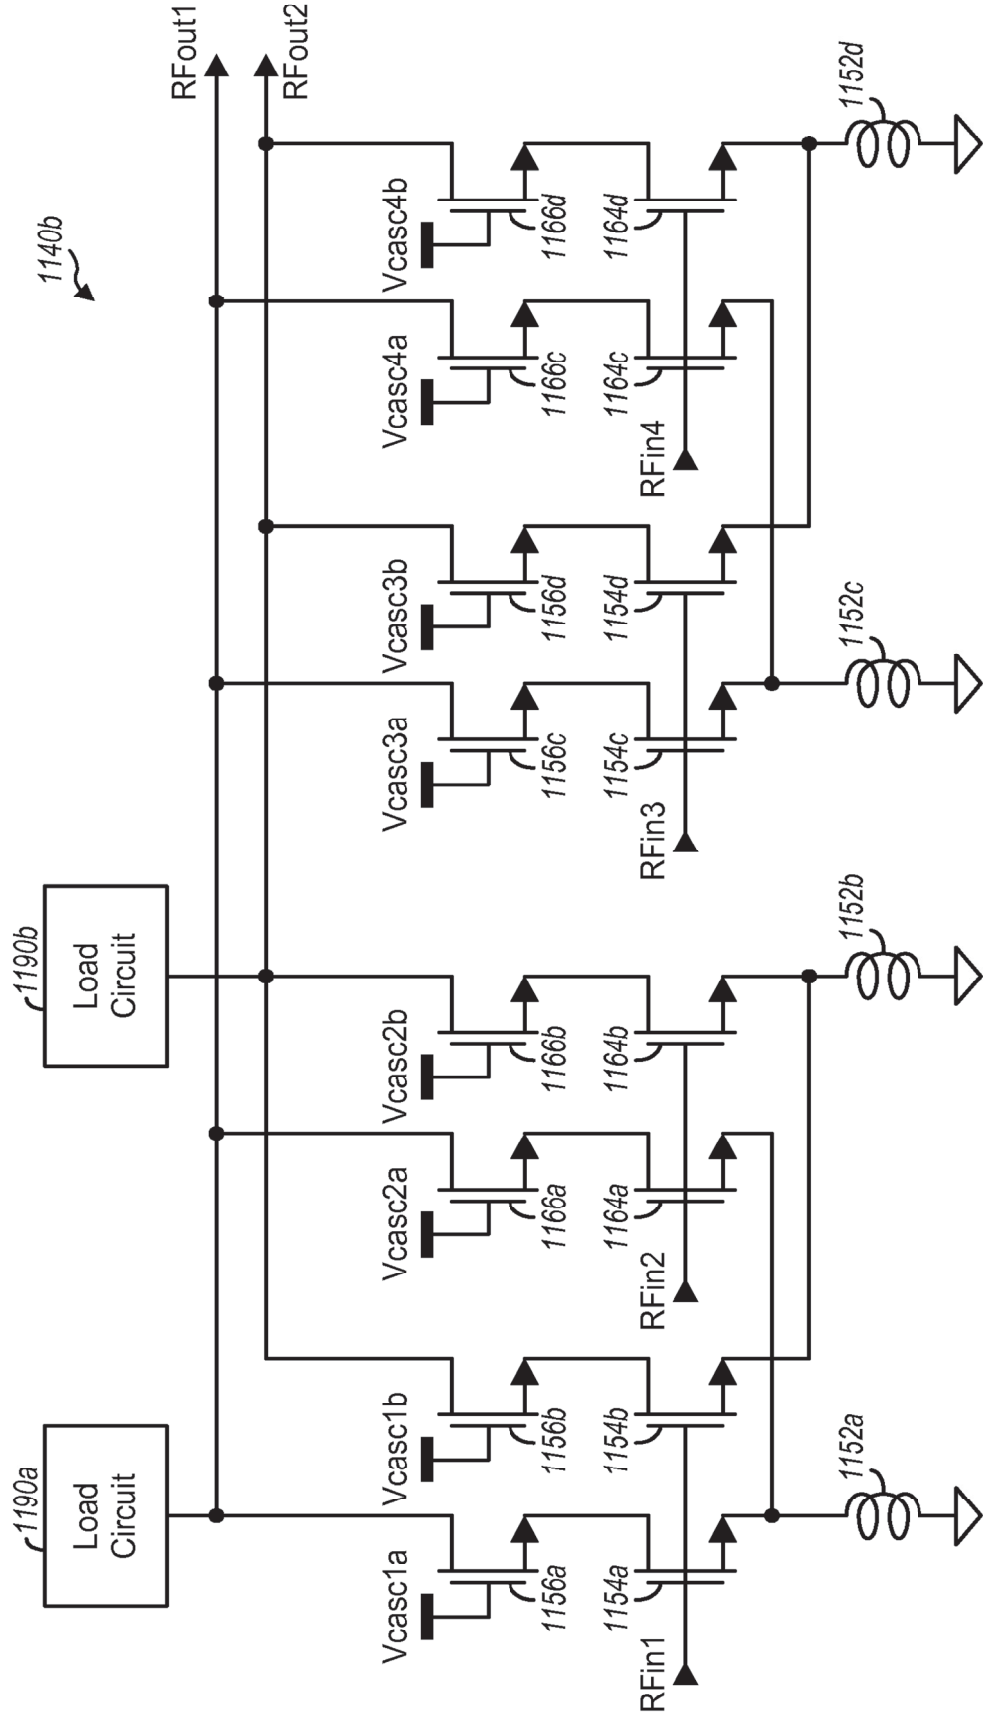 1140b
RFout1
RFout2
1190a
Load
Circuit
1190b
Load
Circuit
Vcasc1a
Vcasc1b
Vcasc2a
Vcasc2b
Vcasc3a
Vcasc3b
Vcasc4a
Vcasc4b
1156a
1156b
1166a
1166b
1156c
1156d
1166c
1166d
1154a
1154b
1164a
1164b
1154c
1154d
1164c
1164d
RFin1
RFin2
RFin3
RFin4
1152a
1152b
1152c
1152d